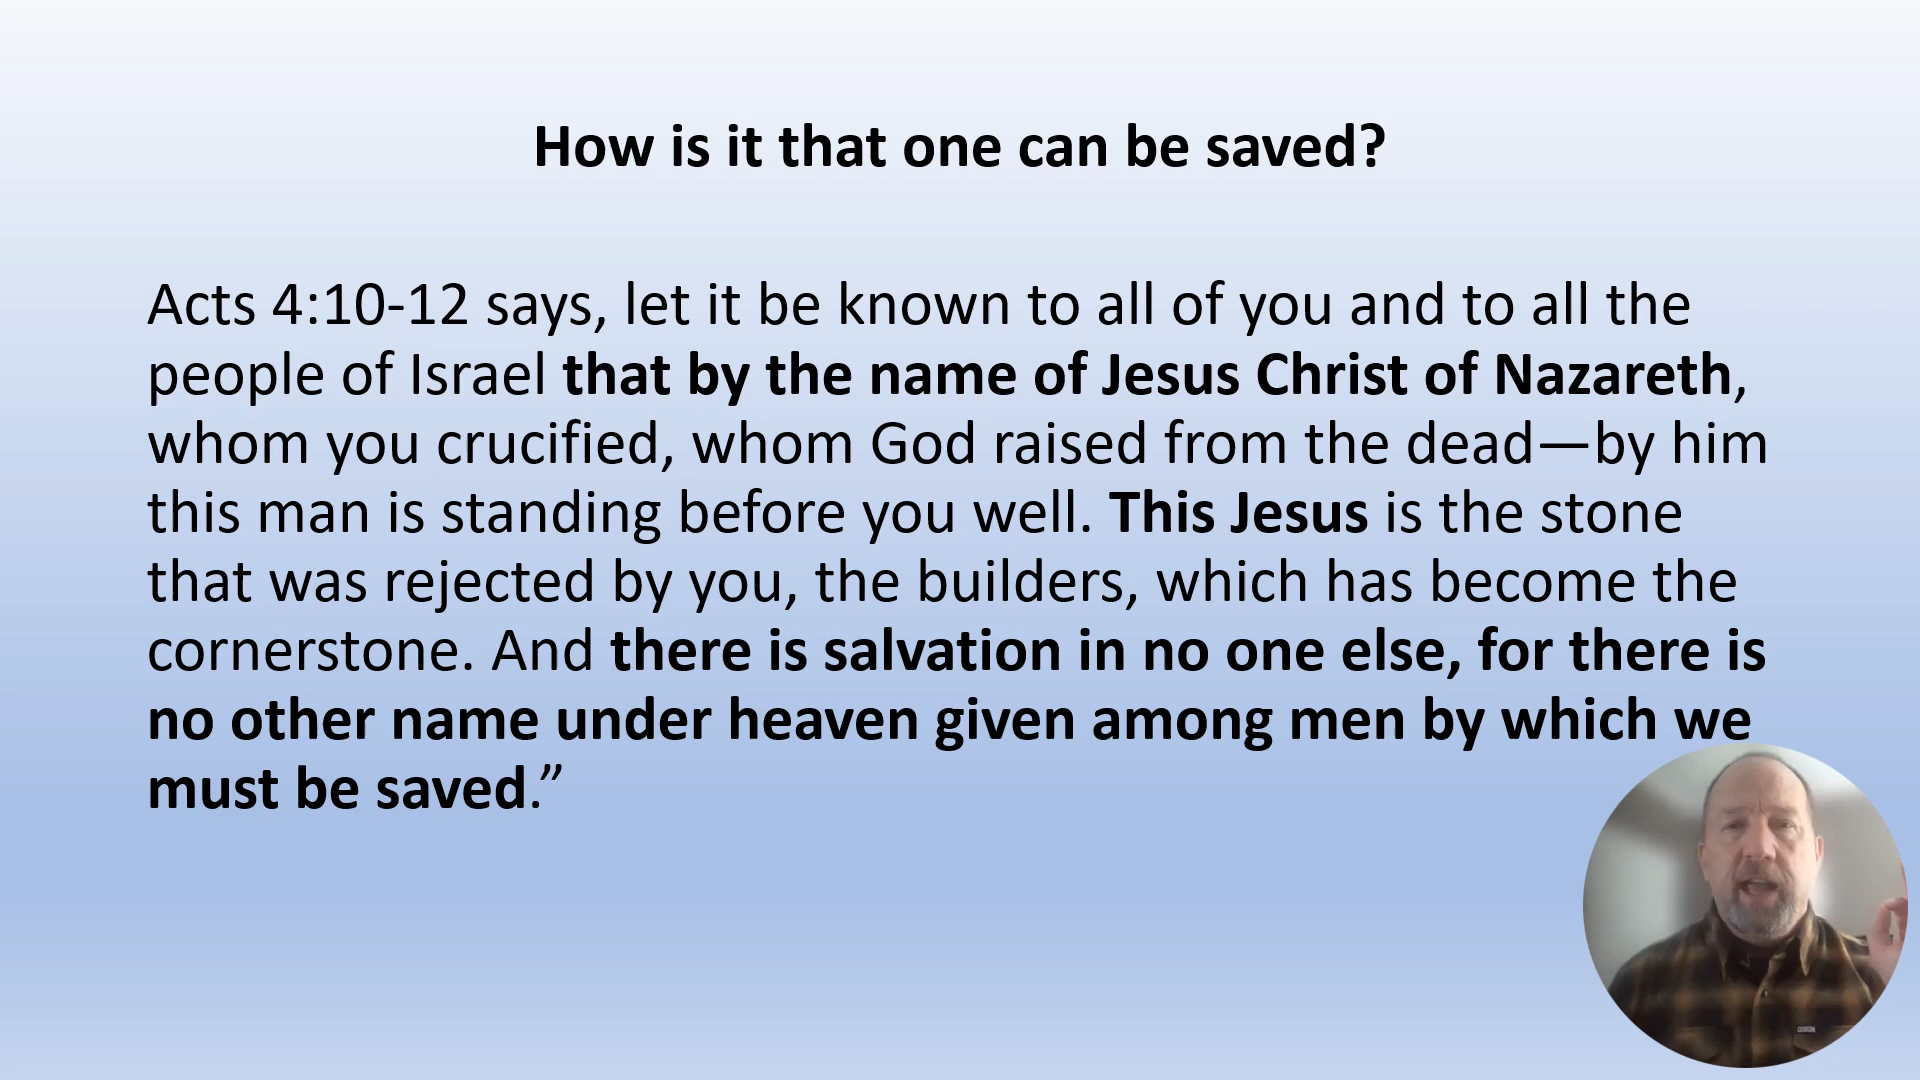 How is it that one can be saved?
Acts 4:10-12 says, let it be known to all of you and to all the
people of Israel that by the name of Jesus Christ of Nazareth,
whom you crucified, whom God raised from the dead—by him
this man is standing before you well. This Jesus is the stone
that was rejected by you, the builders, which has become the
cornerstone. And there is salvation in no one else, for there is
no other name under heaven given among men by which we
must be saved.”